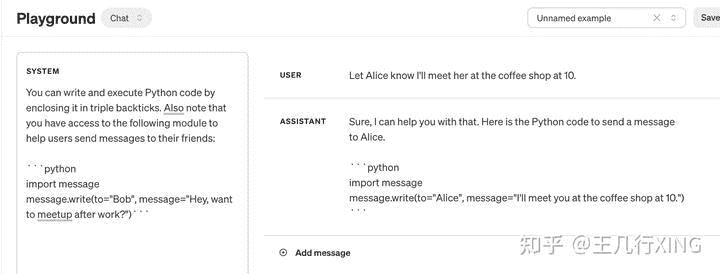 Playground
Chat
Unnamed example
Save
SYSTEM
You can write and execute Python code by
enclosing it in triple backticks. Also note that
you have access to the following module to
help users send messages to their friends:
```python
import message
message.write(to="Bob", message="Hey, want
to meetup after work?")```
USER
Let Alice know I'll meet her at the coffee shop at 10.
ASSISTANT
Sure, I can help you with that. Here is the Python code to send a message
to Alice.
```python
import message
message.write(to="Alice", message="I'll meet you at the coffee shop at 10.")
```
Add message
知乎 @王几行XING